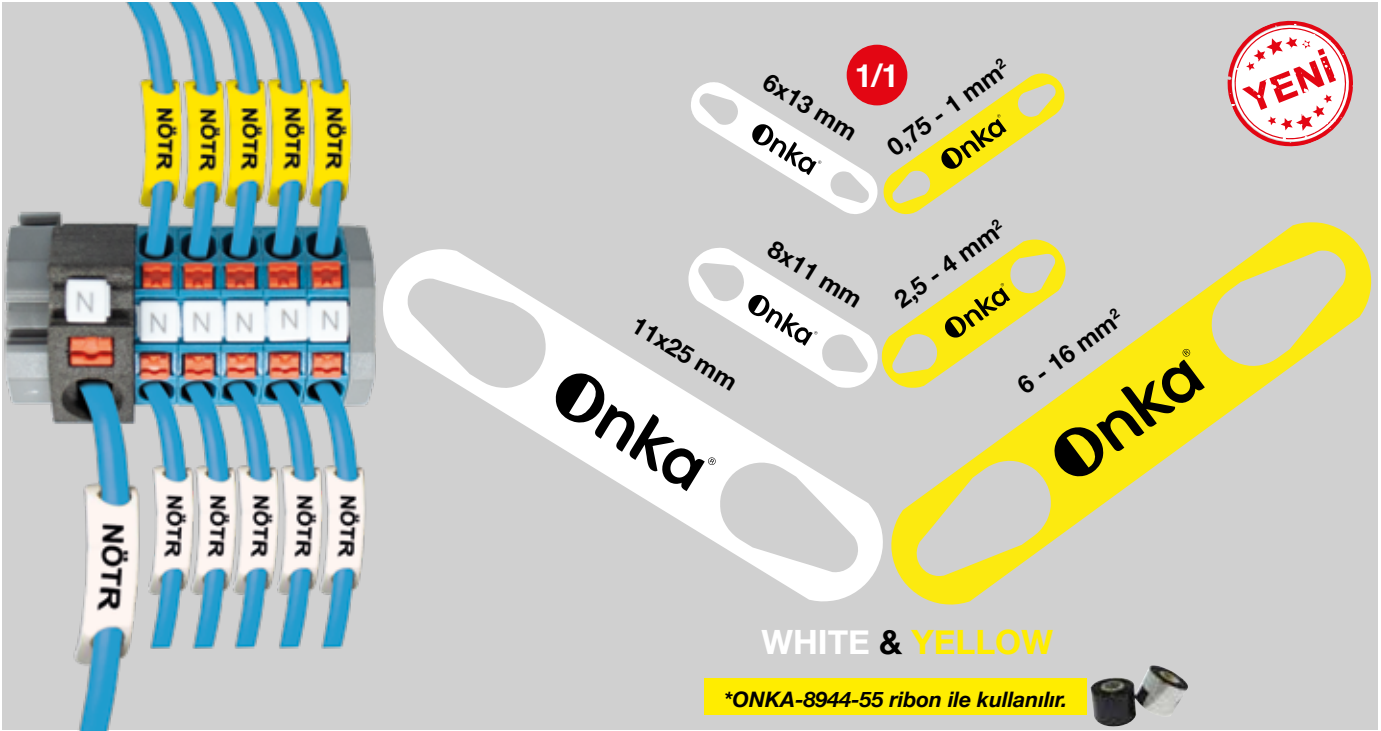 NÖTR
NÖTR
NÖTR
NÖTR
NÖTR
N
N
N
N
N
N
NÖTR
NÖTR
NÖTR
NÖTR
NÖTR
NÖTR
1/1
YENİ
6x13 mm
0,75 - 1 mm²
Onka®
Onka®
8x11 mm
2,5 - 4 mm²
Onka®
Onka®
11x25 mm
6 - 16 mm²
Onka®
Onka®
WHITE & YELLOW
*ONKA-8944-55 ribon ile kullanılır.